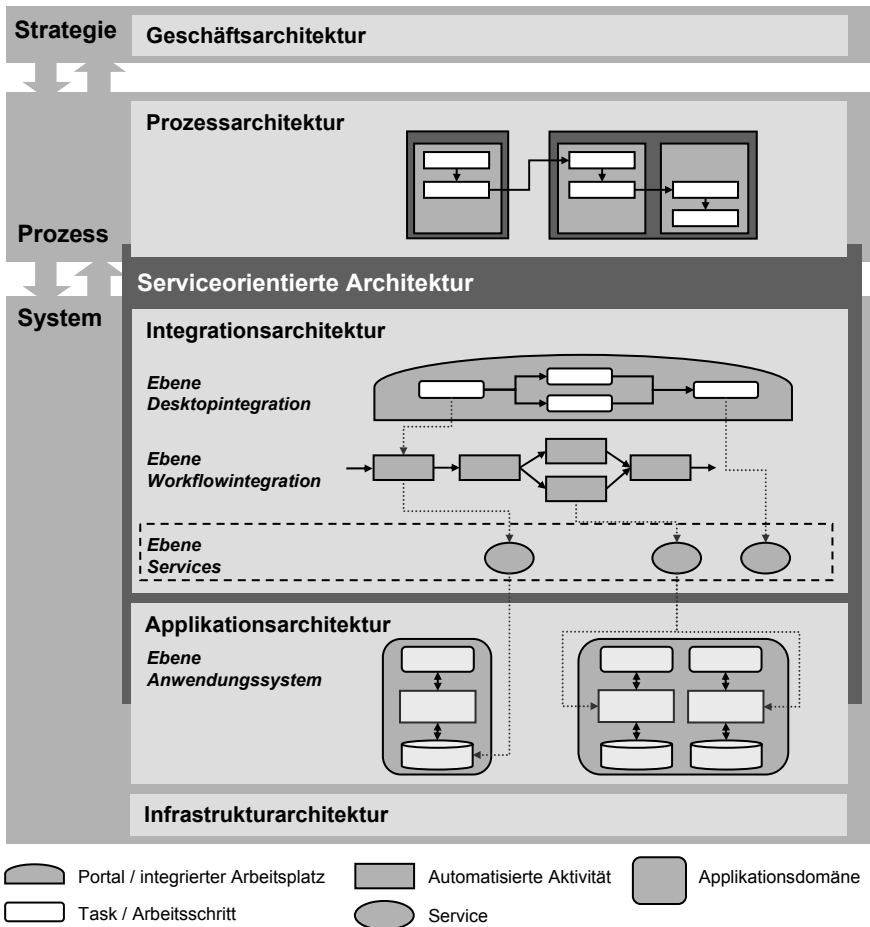 Strategie
Geschäftsarchitektur
Prozessarchitektur
Prozess
Serviceorientierte Architektur
System
Integrationsarchitektur
Ebene
Desktopintegration
Ebene
Workflowintegration
Ebene
Services
Applikationsarchitektur
Ebene
Anwendungssystem
Infrastrukturarchitektur
Portal / integrierter Arbeitsplatz
Automatisierte Aktivität
Applikationsdomäne
Task / Arbeitsschritt
Service